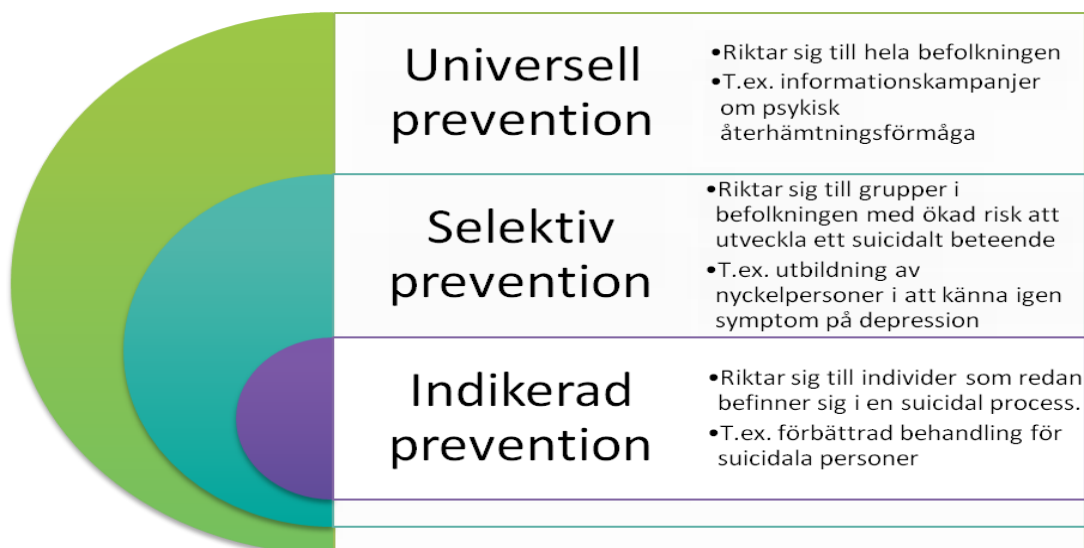 Universell
prevention
•Riktar sig till hela befolkningen
•T.ex. informationskampanjer
om psykisk
återhämtningsförmåga
Selektiv
prevention
•Riktar sig till grupper i
befolkningen med ökad risk att
utveckla ett suicidalt beteende
•T.ex. utbildning av
nyckelpersoner i att känna igen
symptom på depression
Indikerad
prevention
•Riktar sig till individer som redan
befinner sig i en suicidal process.
•T.ex. förbättrad behandling för
suicidala personer